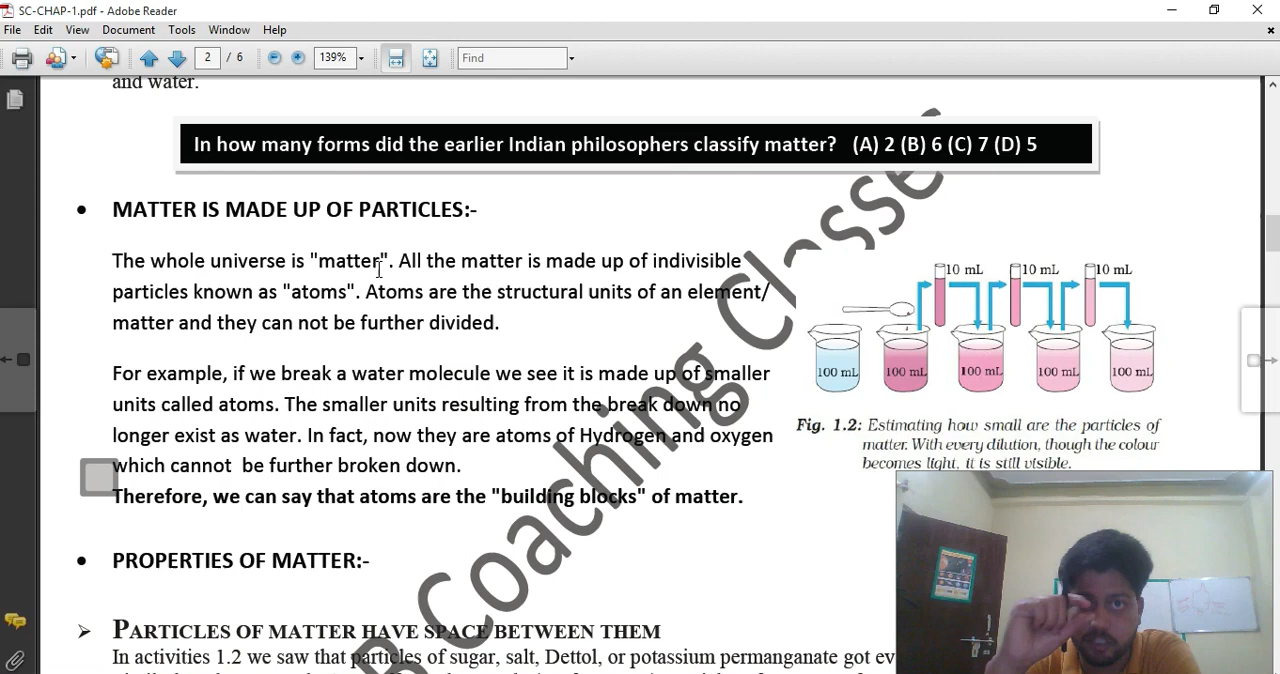 SC-CHAP-1.pdf - Adobe Reader
File Edit View Document Tools Window Help
2 / 6 139% Find
and water.
In how many forms did the earlier Indian philosophers classify matter? (A) 2 (B) 6 (C) 7 (D) 5
• MATTER IS MADE UP OF PARTICLES:-
The whole universe is "matter". All the matter is made up of indivisible
particles known as "atoms". Atoms are the structural units of an element/
matter and they can not be further divided.
For example, if we break a water molecule we see it is made up of smaller
units called atoms. The smaller units resulting from the break down no
longer exist as water. In fact, now they are atoms of Hydrogen and oxygen
which cannot be further broken down.
Therefore, we can say that atoms are the "building blocks" of matter.
10 mL 10 mL 10 mL
100 mL 100 mL 100 mL 100 mL 100 mL
Fig. 1.2: Estimating how small are the particles of
matter. With every dilution, though the colour
becomes light, it is still visible.
• PROPERTIES OF MATTER:-
➢ PARTICLES OF MATTER HAVE SPACE BETWEEN THEM
In activities 1.2 we saw that particles of sugar, salt, Dettol, or potassium permanganate got ev
B Coaching Classes